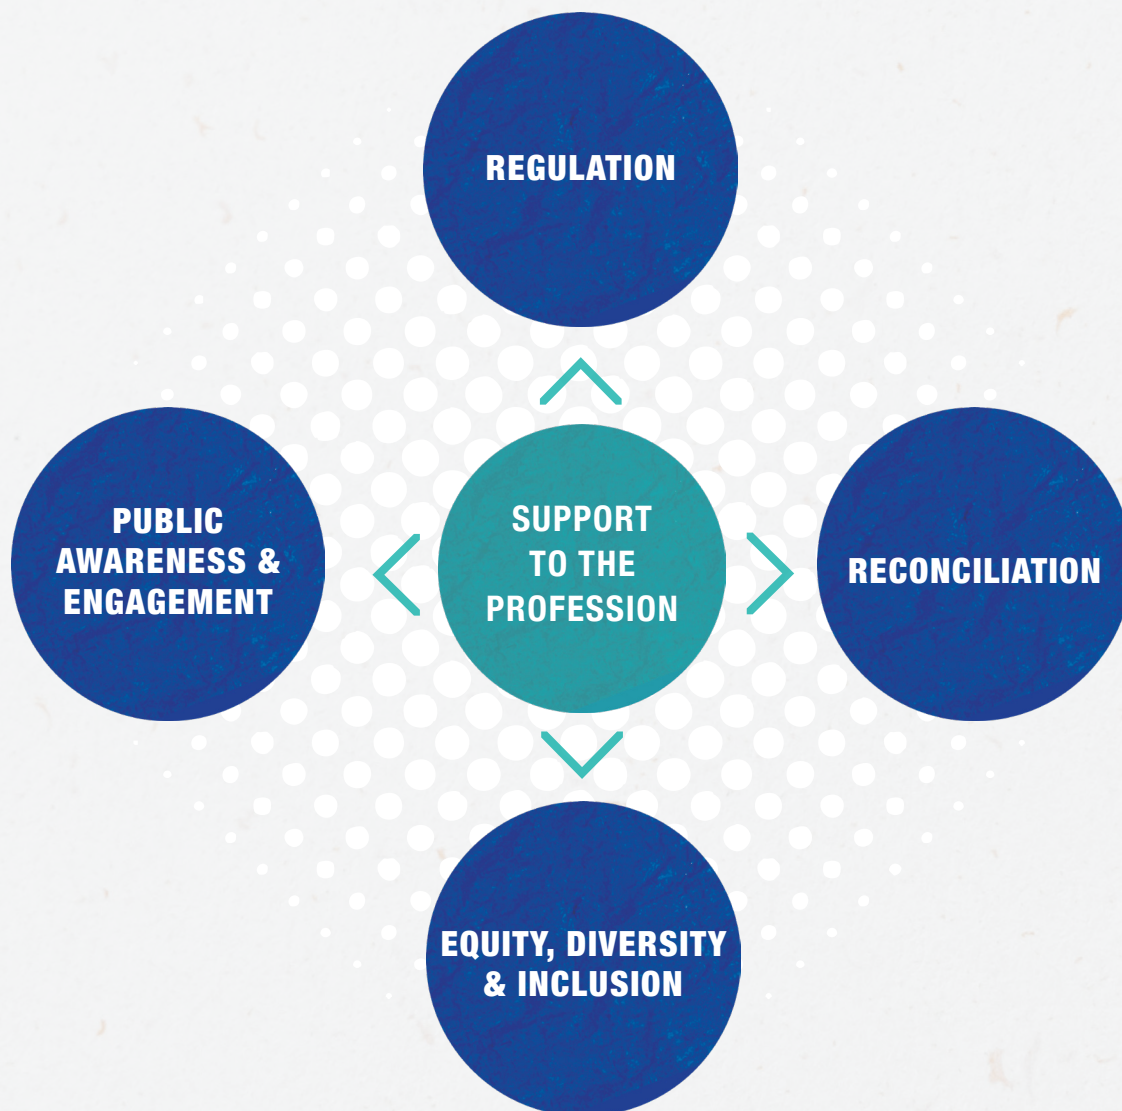 REGULATION
PUBLIC
AWARENESS &
ENGAGEMENT
SUPPORT
TO THE
PROFESSION
RECONCILIATION
EQUITY, DIVERSITY
& INCLUSION